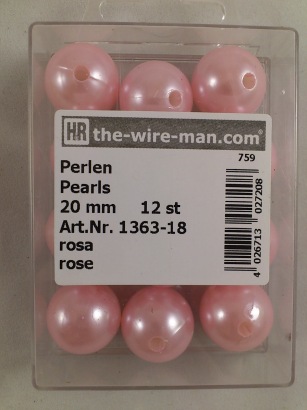 HR the-wire-man.com®
759
Perlen
Pearls
20 mm 12 st
Art.Nr. 1363-18
rosa
rose
4 026713 027208